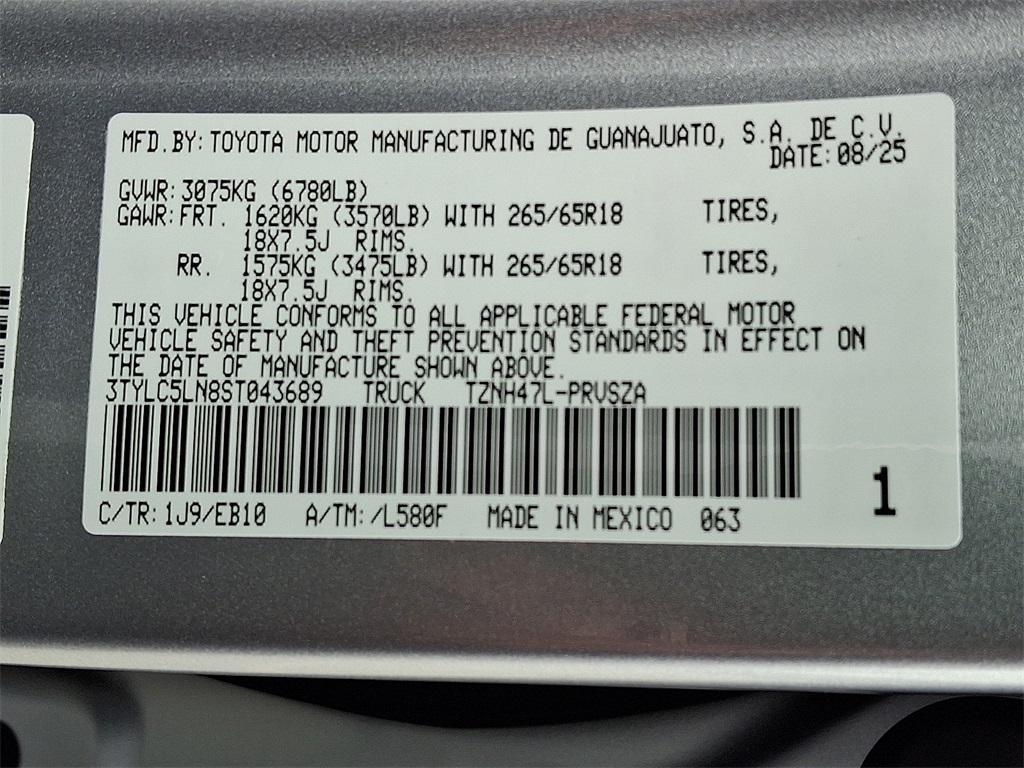 MFD.BY:TOYOTA MOTOR MANUFACTURING DE GUANAJUATO, S.A. DE C.V.
DATE:08/25
GVWR:3075KG (6780LB)
GAWR:FRT. 1620KG (3570LB) WITH 265/65R18 TIRES,
18X7.5J RIMS.
RR. 1575KG (3475LB) WITH 265/65R18 TIRES,
18X7.5J RIMS.
THIS VEHICLE CONFORMS TO ALL APPLICABLE FEDERAL MOTOR
VEHICLE SAFETY AND THEFT PREVENTION STANDARDS IN EFFECT ON
THE DATE OF MANUFACTURE SHOWN ABOVE.
3TYLC5LN8ST043689 TRUCK TZNH47L-PRVSZA
1
C/TR:1J9/EB10 A/TM:/L580F MADE IN MEXICO 063